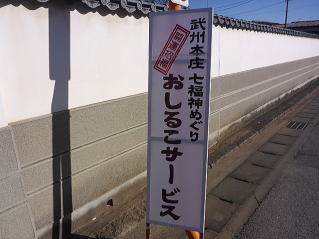 武州本庄 七福神めぐり
おしるこサービス